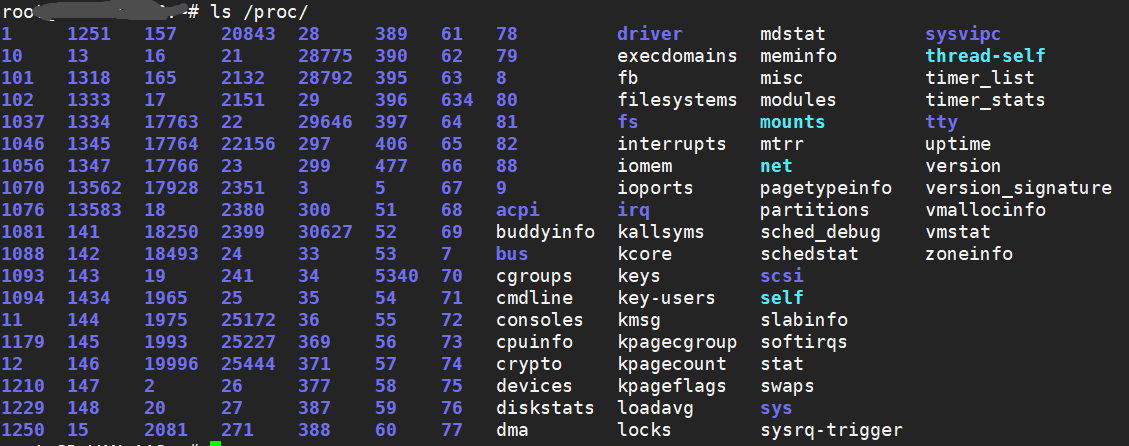 root ~# ls /proc/
1 1251 157 20843 28 389 61 78 driver mdstat sysvipc
10 13 16 21 28775 390 62 79 execdomains meminfo thread-self
101 1318 165 2132 28792 395 63 8 fb misc timer_list
102 1333 17 2151 29 396 634 80 filesystems modules timer_stats
1037 1334 17763 22 29646 397 64 81 fs mounts tty
1046 1345 17764 22156 297 406 65 82 interrupts mtrr uptime
1056 1347 17766 23 299 477 66 88 iomem net version
1070 13562 17928 2351 3 5 67 9 ioports pagetypeinfo version_signature
1076 13583 18 2380 300 51 68 acpi irq partitions vmallocinfo
1081 141 18250 2399 30627 52 69 buddyinfo kallsyms sched_debug vmstat
1088 142 18493 24 33 53 7 bus kcore schedstat zoneinfo
1093 143 19 241 34 5340 70 cgroups keys scsi
1094 1434 1965 25 35 54 71 cmdline key-users self
11 144 1975 25172 36 55 72 consoles kmsg slabinfo
1179 145 1993 25227 369 56 73 cpuinfo kpagecgroup softirqs
12 146 19996 25444 371 57 74 crypto kpagecount stat
1210 147 2 26 377 58 75 devices kpageflags swaps
1229 148 20 27 387 59 76 diskstats loadavg sys
1250 15 2081 271 388 60 77 dma locks sysrq-trigger